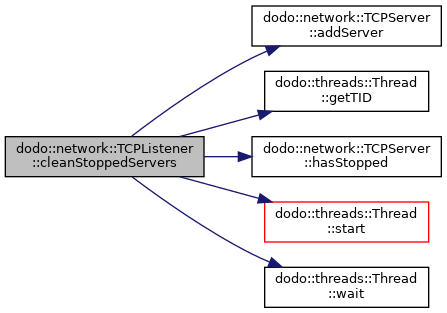 dodo::network::TCPServer
::addServer
dodo::threads::Thread
::getTID
dodo::network::TCPListener
::cleanStoppedServers
dodo::network::TCPServer
::hasStopped
dodo::threads::Thread
::start
dodo::threads::Thread
::wait